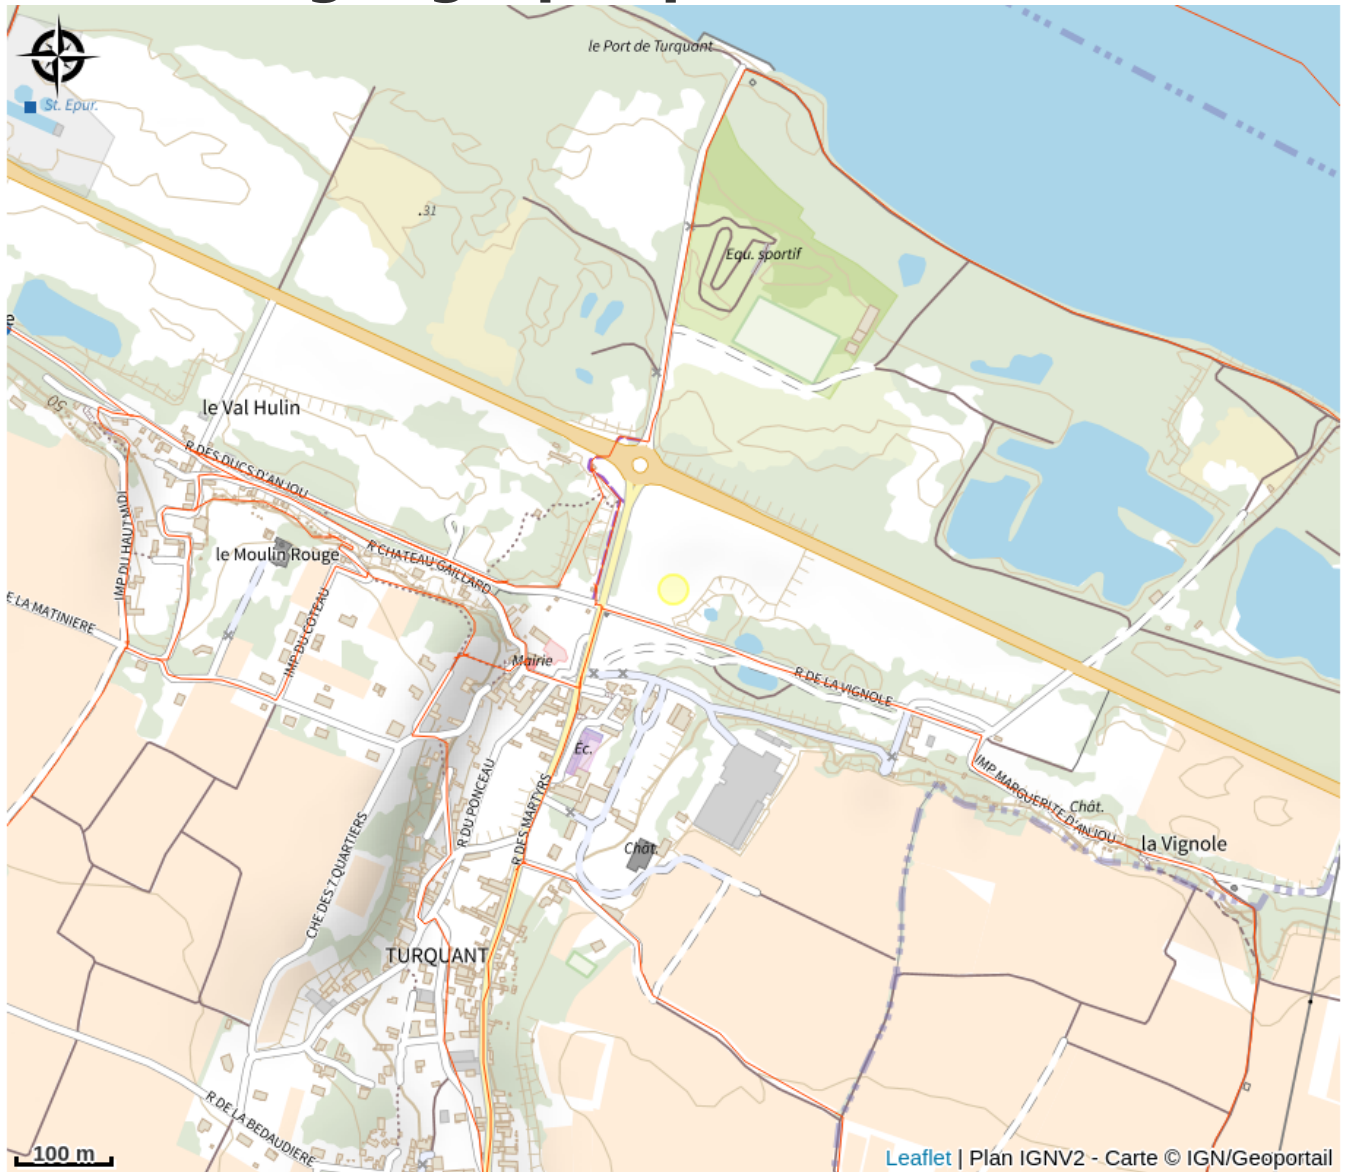 le Port de Turquant
St. Epur.
.31
Equ. sportif
50
le Val Hulin
R DES DUCS D'ANJOU
IMP DU HAUT MIDI
le Moulin Rouge
R CHATEAU GAILLARD
E LA MATINIERE
IMP DU COTEAU
Mairie
R DE LA VIGNOLE
Ec.
IMP MARGUERITE D'ANJOU
Chât.
R DU PONCEAU
R DES MARTYRS
Chât.
la Vignole
CHE DES 7 QUARTIERS
TURQUANT
R DE LA BEDAUDIERE
100 m
Leaflet | Plan IGNV2 - Carte © IGN/Geoportail